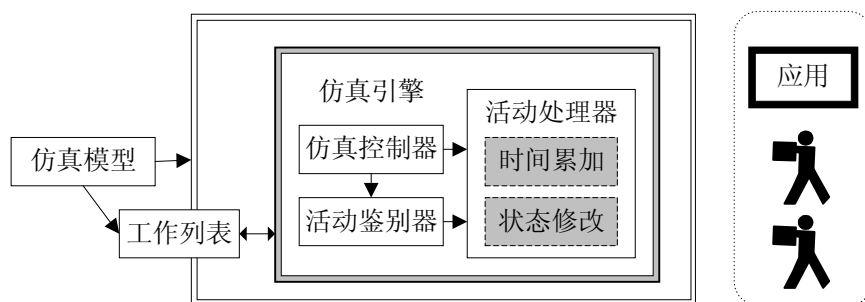 仿真引擎
活动处理器
应用
仿真控制器
时间累加
仿真模型
工作列表
活动鉴别器
状态修改